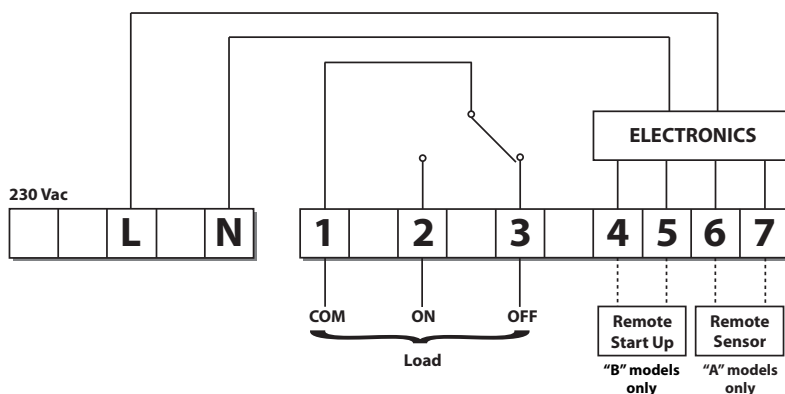 ELECTRONICS
230 Vac
L N 1 2 3 4 5 6 7
COM ON OFF
Load
Remote
Start Up
"B" models
only
Remote
Sensor
"A" models
only